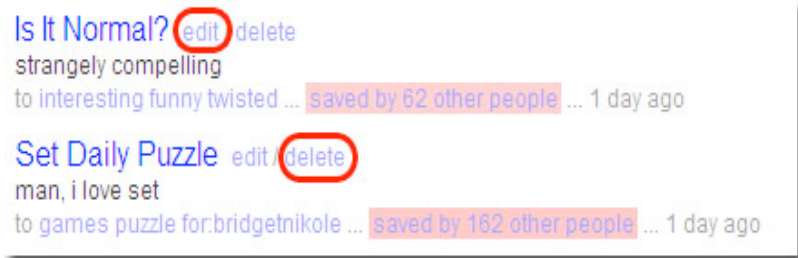 Is It Normal? edit / delete
strangely compelling
to interesting funny twisted ... saved by 62 other people ... 1 day ago
Set Daily Puzzle edit / delete
man, i love set
to games puzzle for:bridgetnikole ... saved by 162 other people ... 1 day ago